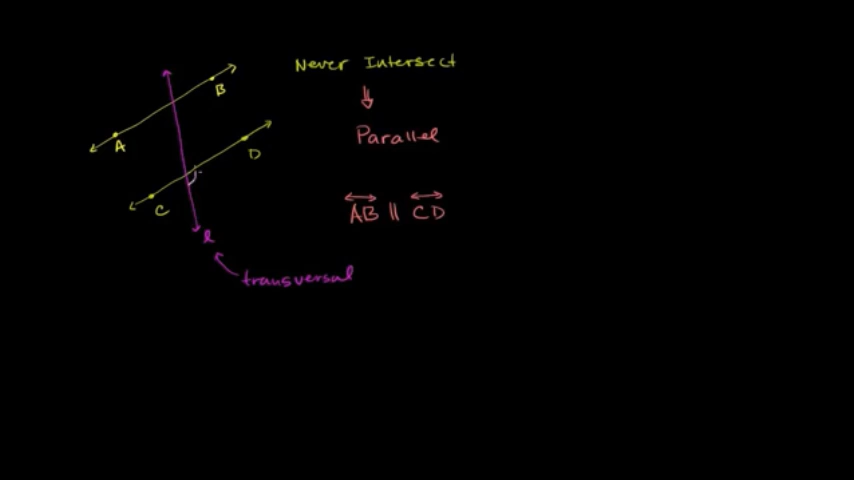 Never Intersect
B
Parallel
A
D
C
AB || CD
l
transversal